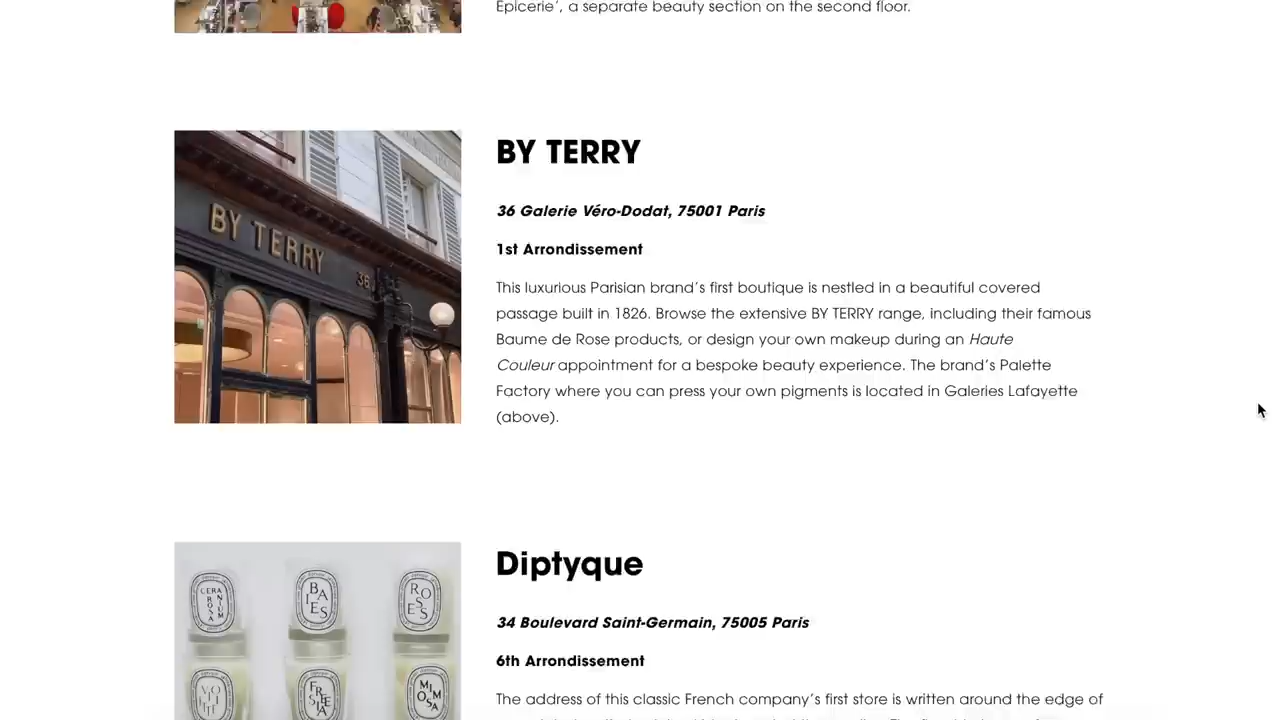 Epicerie’, a separate beauty section on the second floor.
BY TERRY
36
BY TERRY
36 Galerie Véro-Dodat, 75001 Paris
1st Arrondissement
This luxurious Parisian brand’s first boutique is nestled in a beautiful covered
passage built in 1826. Browse the extensive BY TERRY range, including their famous
Baume de Rose products, or design your own makeup during an Haute
Couleur appointment for a bespoke beauty experience. The brand’s Palette
Factory where you can press your own pigments is located in Galeries Lafayette
(above).
GERANIUM ROSA
BAIES
ROSES
FREESIA
MIMOSA
Diptyque
34 Boulevard Saint-Germain, 75005 Paris
6th Arrondissement
The address of this classic French company’s first store is written around the edge of